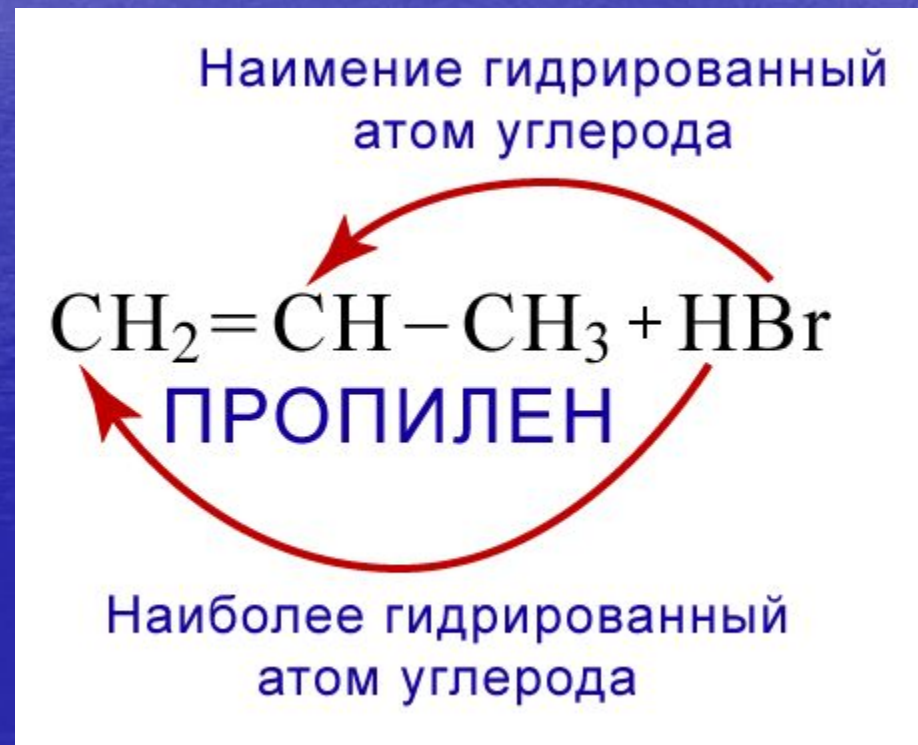 Наимение гидрированный
атом углерода
CH₂=CH–CH₃+HBr
ПРОПИЛЕН
Наиболее гидрированный
атом углерода